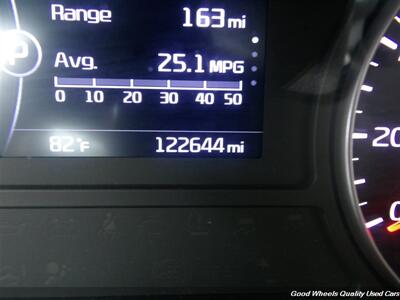 Range 163 mi
P
Avg. 25.1 MPG
0 10 20 30 40 50
82°F 122644 mi
20
0
Good Wheels Quality Used Cars